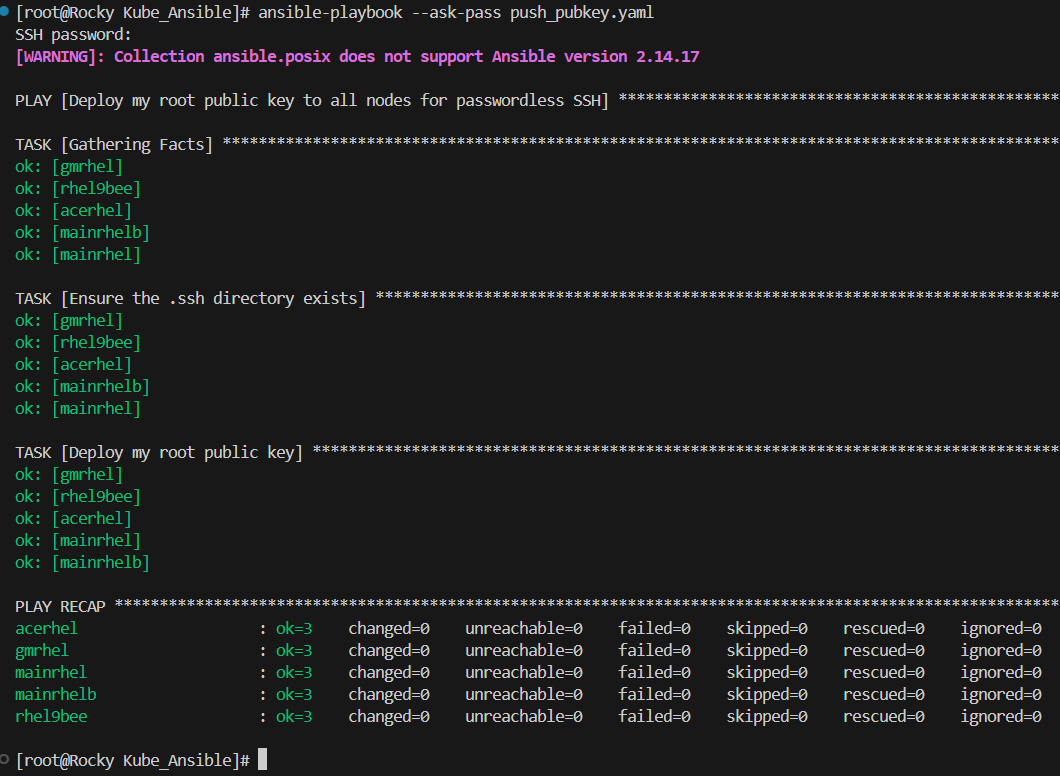 [root@Rocky Kube_Ansible]# ansible-playbook --ask-pass push_pubkey.yaml
SSH password:
[WARNING]: Collection ansible.posix does not support Ansible version 2.14.17
PLAY [Deploy my root public key to all nodes for passwordless SSH] *************************************************
TASK [Gathering Facts] *********************************************************************************************
ok: [gmrhel]
ok: [rhel9bee]
ok: [acerhel]
ok: [mainrhelb]
ok: [mainrhel]
TASK [Ensure the .ssh directory exists] ****************************************************************************
ok: [gmrhel]
ok: [rhel9bee]
ok: [acerhel]
ok: [mainrhelb]
ok: [mainrhel]
TASK [Deploy my root public key] ***********************************************************************************
ok: [gmrhel]
ok: [rhel9bee]
ok: [acerhel]
ok: [mainrhel]
ok: [mainrhelb]
PLAY RECAP *********************************************************************************************************
acerhel                    : ok=3    changed=0    unreachable=0    failed=0    skipped=0    rescued=0    ignored=0
gmrhel                     : ok=3    changed=0    unreachable=0    failed=0    skipped=0    rescued=0    ignored=0
mainrhel                   : ok=3    changed=0    unreachable=0    failed=0    skipped=0    rescued=0    ignored=0
mainrhelb                  : ok=3    changed=0    unreachable=0    failed=0    skipped=0    rescued=0    ignored=0
rhel9bee                   : ok=3    changed=0    unreachable=0    failed=0    skipped=0    rescued=0    ignored=0
[root@Rocky Kube_Ansible]#